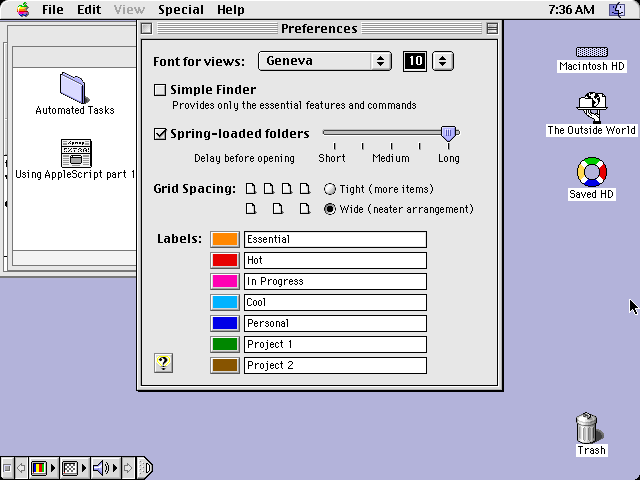 File Edit View Special Help 7:36 AM
Preferences
Font for views: Geneva 10
Simple Finder
Provides only the essential features and commands
Spring-loaded folders
Delay before opening Short Medium Long
Grid Spacing: Tight (more items)
Wide (neater arrangement)
Labels: Essential
Hot
In Progress
Cool
Personal
Project 1
Project 2
?
Automated Tasks
Using AppleScript part 1
Macintosh HD
The Outside World
Saved HD
Trash